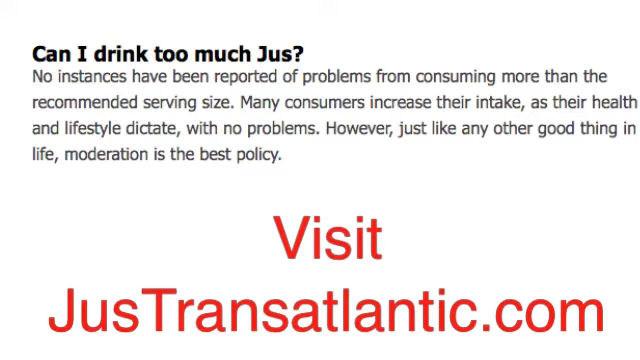 Can I drink too much Jus?
No instances have been reported of problems from consuming more than the
recommended serving size. Many consumers increase their intake, as their health
and lifestyle dictate, with no problems. However, just like any other good thing in
life, moderation is the best policy.
Visit
JusTransatlantic.com